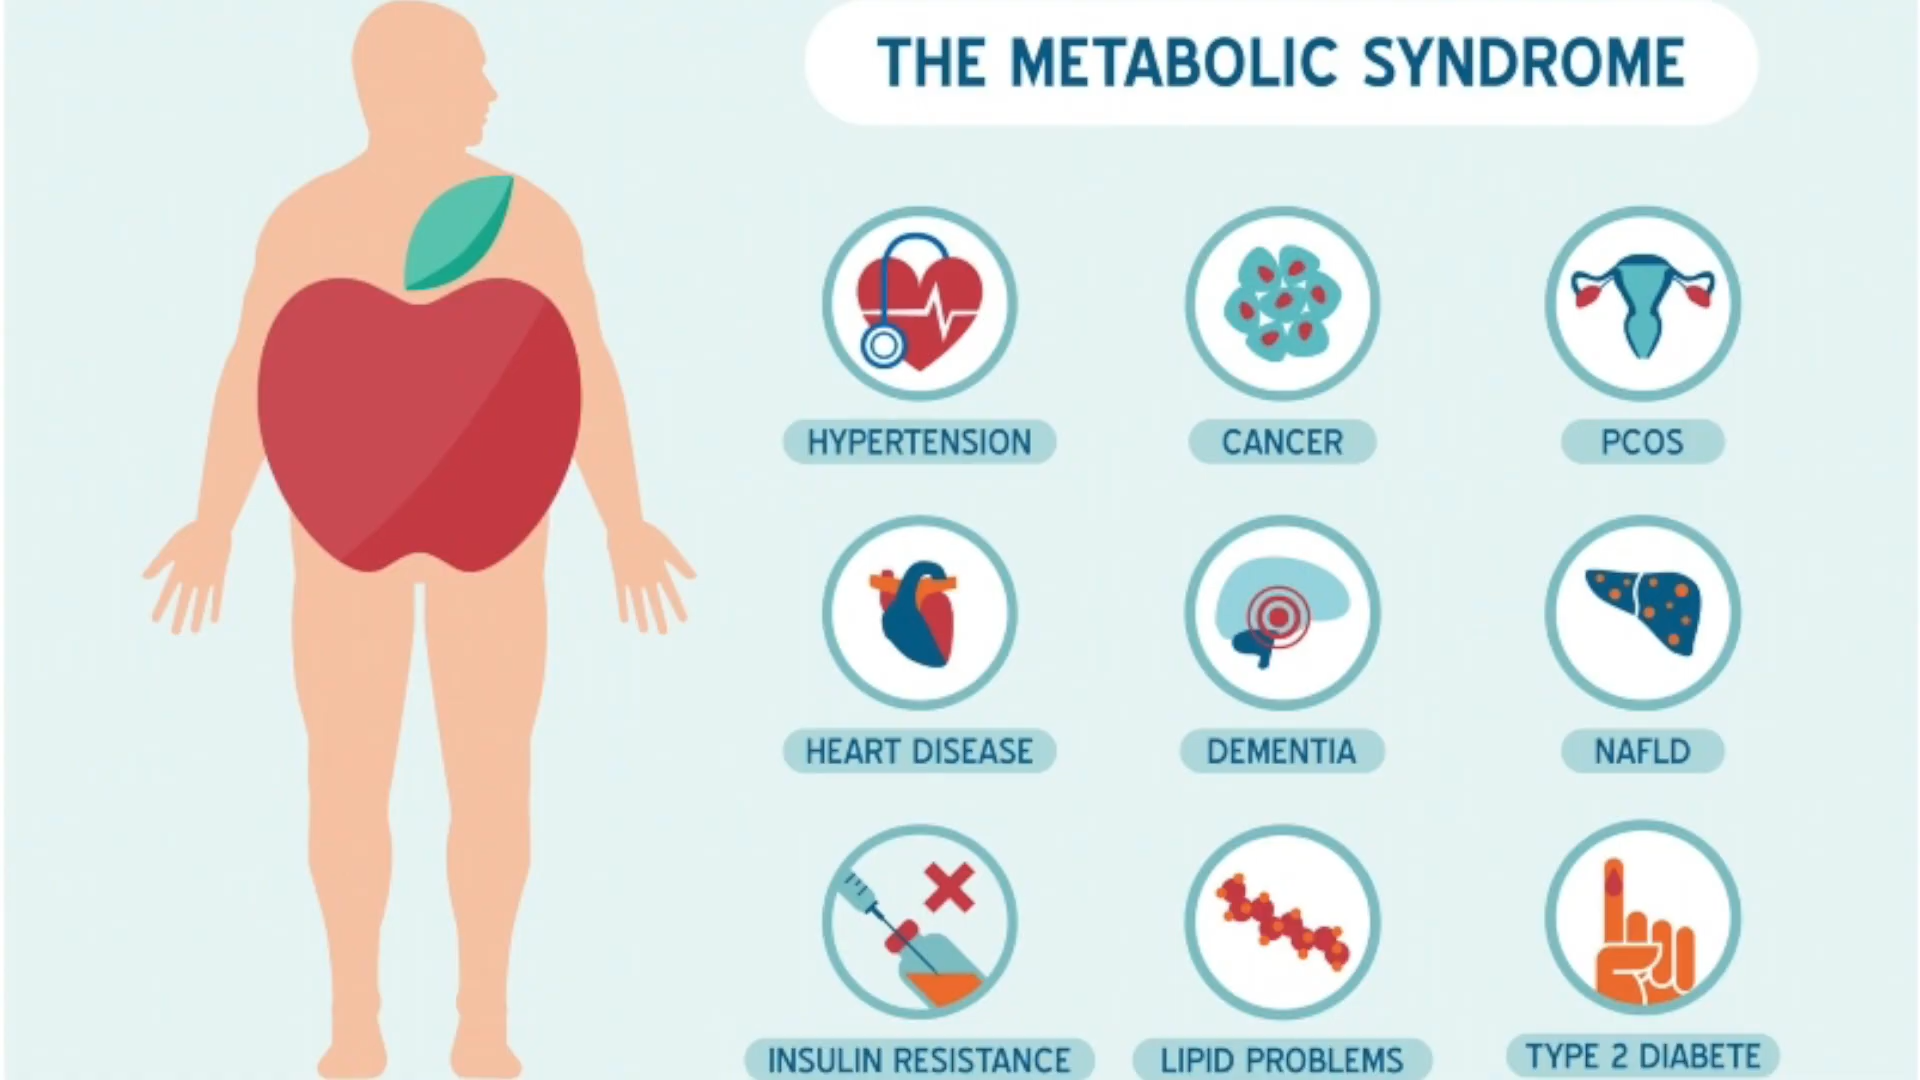 THE METABOLIC SYNDROME
HYPERTENSION
CANCER
PCOS
HEART DISEASE
DEMENTIA
NAFLD
INSULIN RESISTANCE
LIPID PROBLEMS
TYPE 2 DIABETE